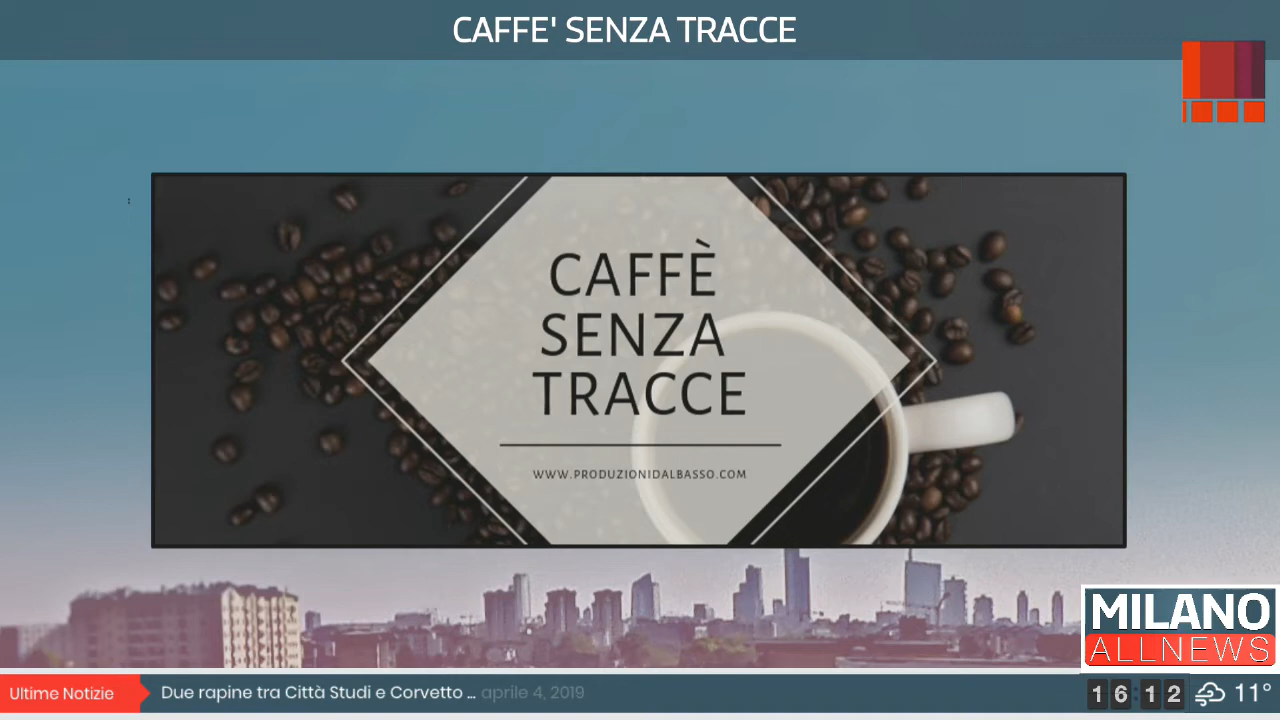 CAFFE' SENZA TRACCE
CAFFÈ
SENZA
TRACCE
WWW.PRODUZIONIDALBASSO.COM
MILANO
ALLNEWS
Ultime Notizie
Due rapine tra Città Studi e Corvetto ... aprile 4, 2019
16:12
11°